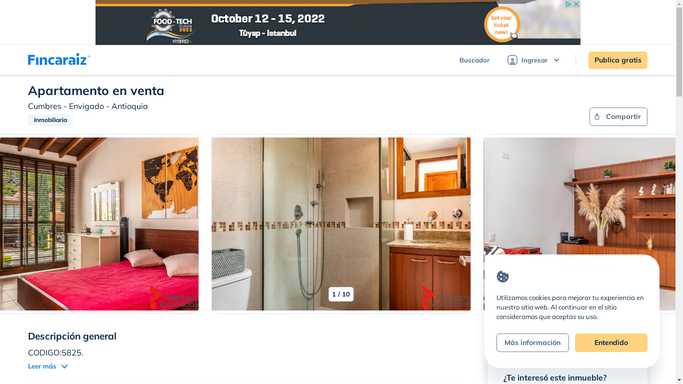 FOOD-TECH
October 12 - 15, 2022
Tüyap - Istanbul
Get your
ticket
now!
Fincaraiz
Buscador
Ingresar
Publica gratis
Apartamento en venta
Cumbres - Envigado - Antioquia
Inmobiliaria
Compartir
1 / 10
Utilizamos cookies para mejorar tu experiencia en
nuestro sitio web. Al continuar en el sitio
consideramos que aceptas su uso.
Más información
Entendido
Descripción general
CODIGO:5825.
Leer más
¿Te interesó este inmueble?